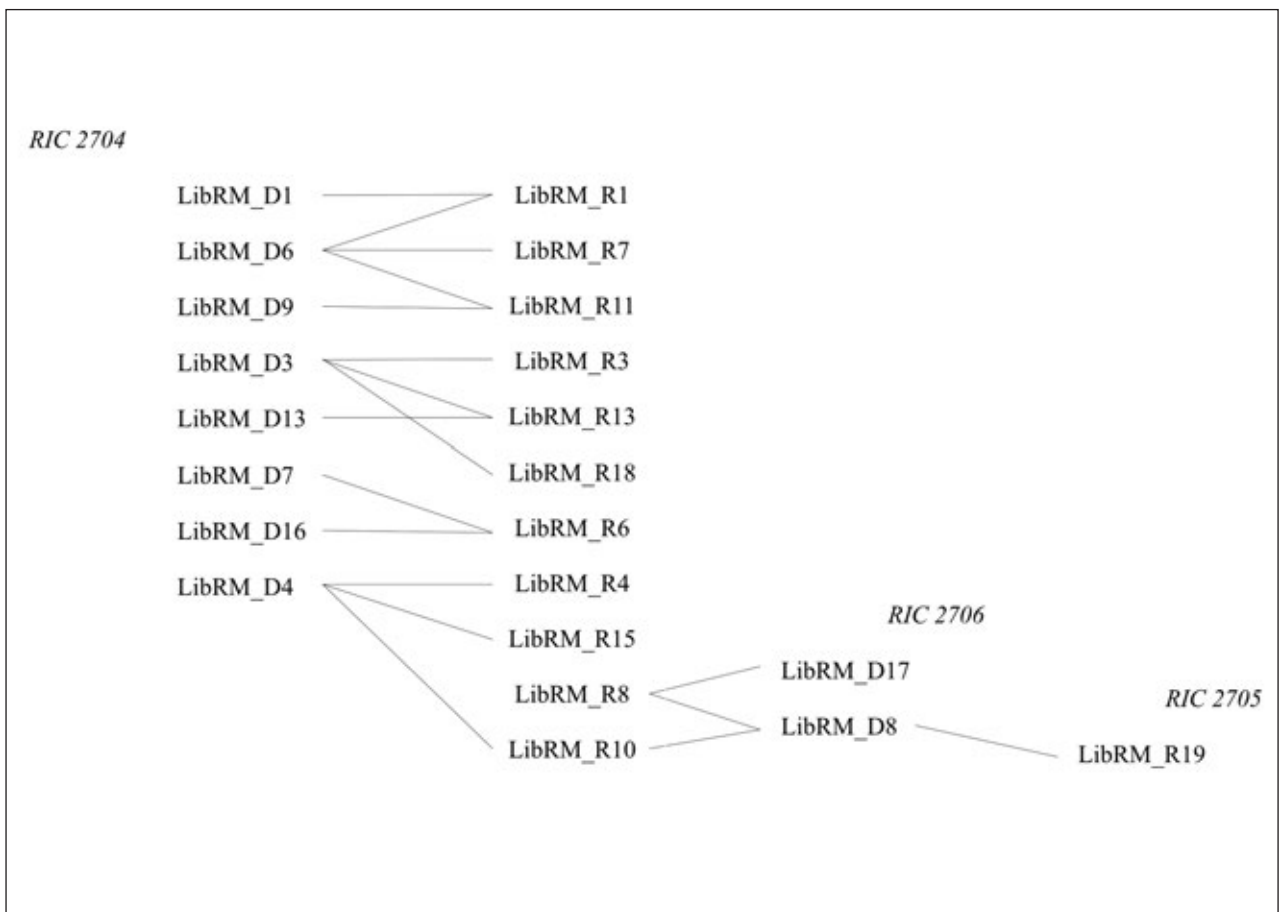 RIC 2704
LibRM_D1 LibRM_R1
LibRM_D6 LibRM_R7
LibRM_D9 LibRM_R11
LibRM_D3 LibRM_R3
LibRM_D13 LibRM_R13
LibRM_D7 LibRM_R18
LibRM_D16 LibRM_R6
LibRM_D4 LibRM_R4
RIC 2706
LibRM_R15
LibRM_D17
LibRM_R8 RIC 2705
LibRM_D8
LibRM_R10 LibRM_R19